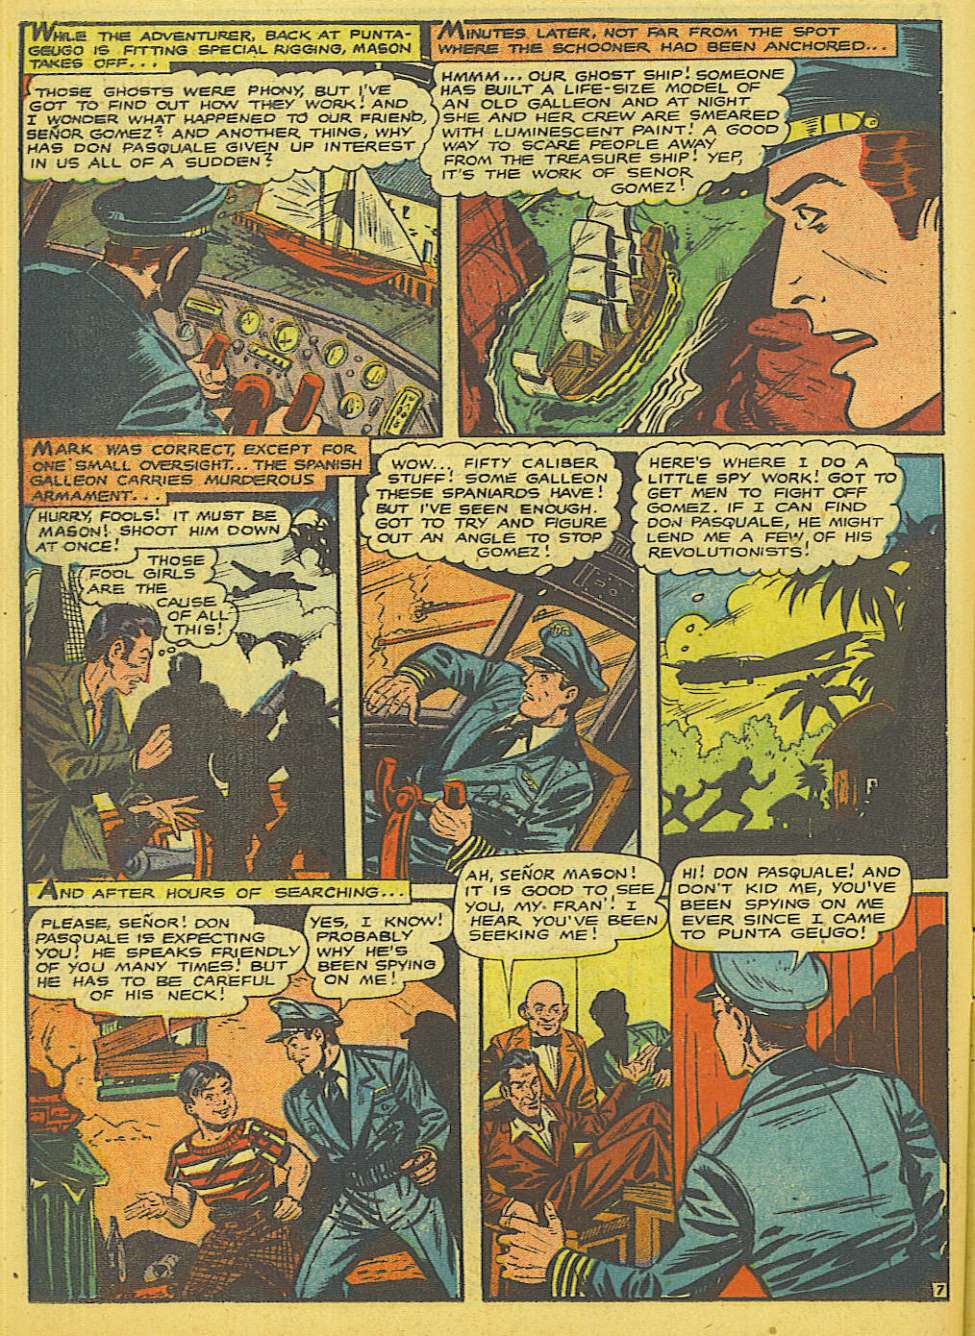 WHILE THE ADVENTURER, BACK AT PUNTA-
GEUGO IS FITTING SPECIAL RIGGING, MASON
TAKES OFF...
THOSE GHOSTS WERE PHONY, BUT I'VE
GOT TO FIND OUT HOW THEY WORK! AND
I WONDER WHAT HAPPENED TO OUR FRIEND,
SEÑOR GOMEZ? AND ANOTHER THING, WHY
HAS DON PASQUALE GIVEN UP INTEREST
IN US ALL OF A SUDDEN?
MINUTES LATER, NOT FAR FROM THE SPOT
WHERE THE SCHOONER HAD BEEN ANCHORED...
HMMM... OUR GHOST SHIP! SOMEONE
HAS BUILT A LIFE-SIZE MODEL OF
AN OLD GALLEON AND AT NIGHT
SHE AND HER CREW ARE SMEARED
WITH LUMINESCENT PAINT! A GOOD
WAY TO SCARE PEOPLE AWAY
FROM THE TREASURE SHIP! YEP,
IT'S THE WORK OF SENOR
GOMEZ!
MARK WAS CORRECT, EXCEPT FOR
ONE SMALL OVERSIGHT... THE SPANISH
GALLEON CARRIES MURDEROUS
ARMAMENT...
HURRY, FOOLS! IT MUST BE
MASON! SHOOT HIM DOWN
AT ONCE!
THOSE
FOOL GIRLS
ARE THE
CAUSE
OF ALL
THIS!
WOW... FIFTY CALIBER
STUFF! SOME GALLEON
THESE SPANIARDS HAVE!
BUT I'VE SEEN ENOUGH.
GOT TO TRY AND FIGURE
OUT AN ANGLE TO STOP
GOMEZ!
HERE'S WHERE I DO A
LITTLE SPY WORK! GOT TO
GET MEN TO FIGHT OFF
GOMEZ. IF I CAN FIND
DON PASQUALE, HE MIGHT
LEND ME A FEW OF HIS
REVOLUTIONISTS!
AND AFTER HOURS OF SEARCHING...
PLEASE, SEÑOR! DON
PASQUALE IS EXPECTING
YOU! HE SPEAKS FRIENDLY
OF YOU MANY TIMES! BUT
HE HAS TO BE CAREFUL
OF HIS NECK!
YES, I KNOW!
PROBABLY
WHY HE'S
BEEN SPYING
ON ME!
AH, SEÑOR MASON!
IT IS GOOD TO SEE
YOU, MY FRAN'! I
HEAR YOU'VE BEEN
SEEKING ME!
HI! DON PASQUALE! AND
DON'T KID ME, YOU'VE
BEEN SPYING ON ME
EVER SINCE I CAME
TO PUNTA GEUGO!
7